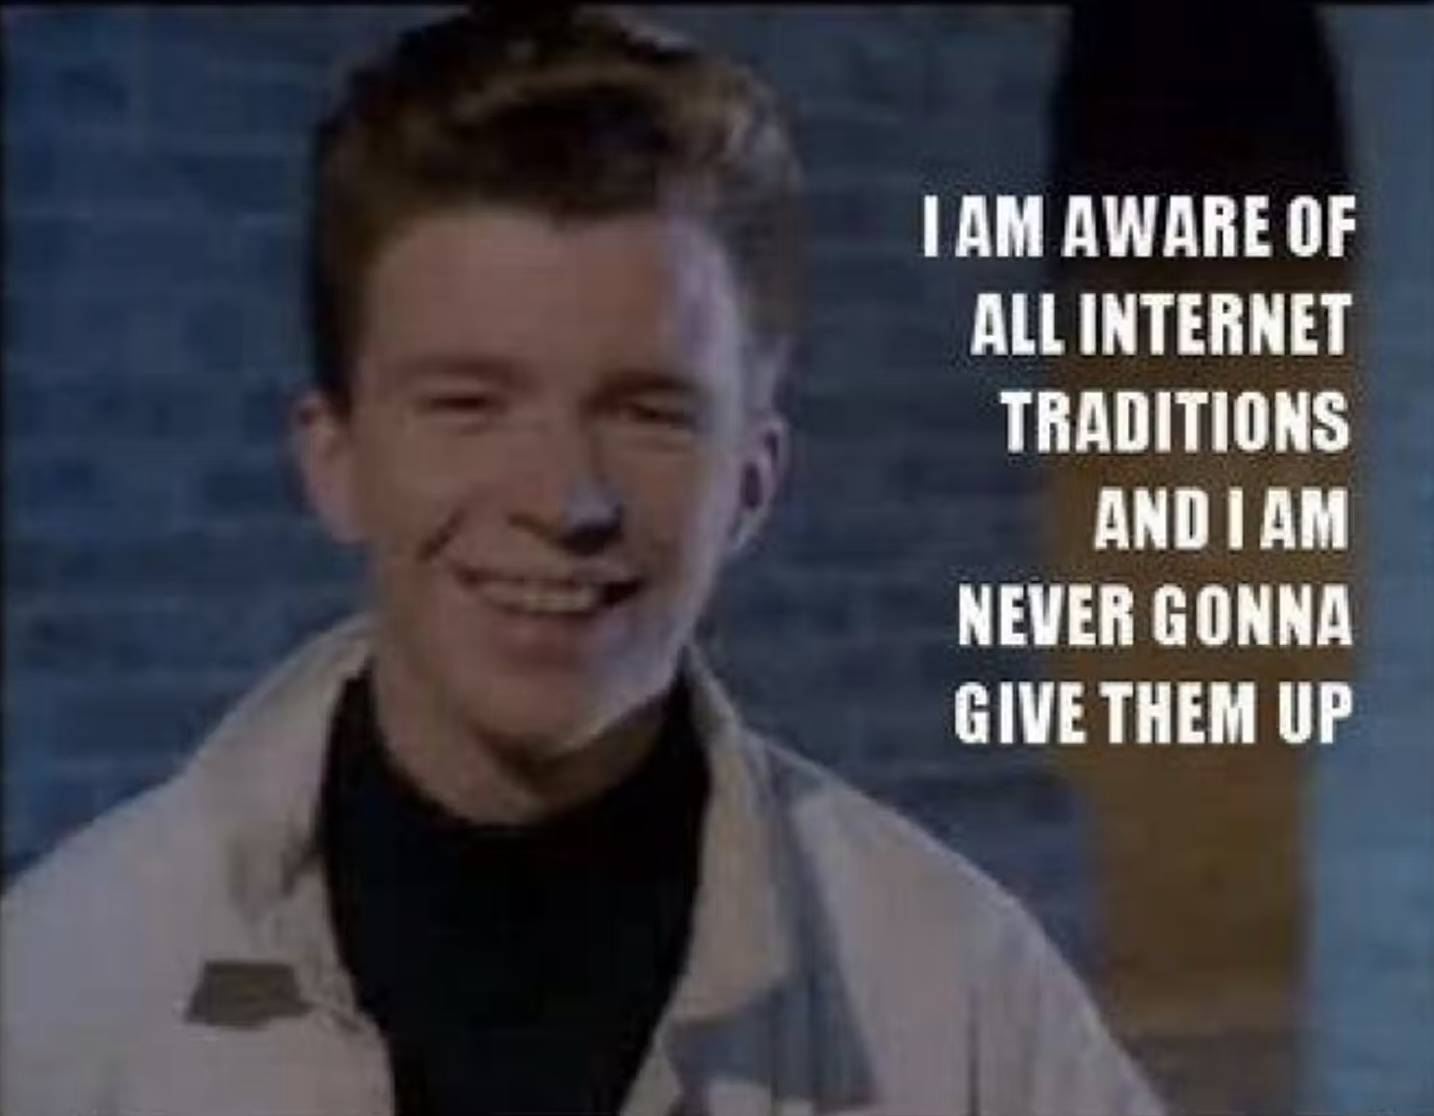 I AM AWARE OF
ALL INTERNET
TRADITIONS
AND I AM
NEVER GONNA
GIVE THEM UP